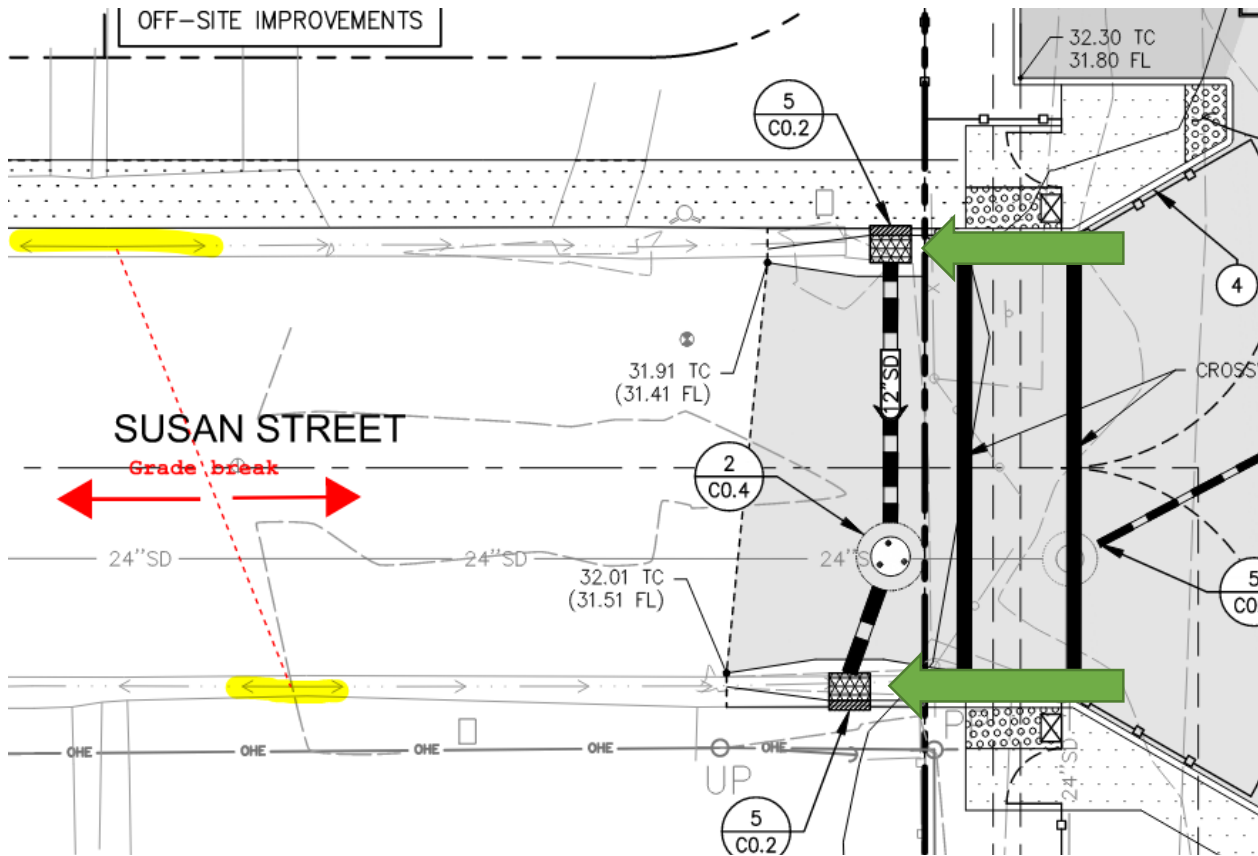 OFF-SITE IMPROVEMENTS
32.30 TC
31.80 FL
5
C0.2
4
31.91 TC
(31.41 FL)
12"SD
CROSS
SUSAN STREET
Grade break
2
C0.4
24"SD
24"SD
24"S
32.01 TC
(31.51 FL)
5
C0
OHE
OHE
OHE
OHE
OHE
P
UP
24"SD
5
C0.2